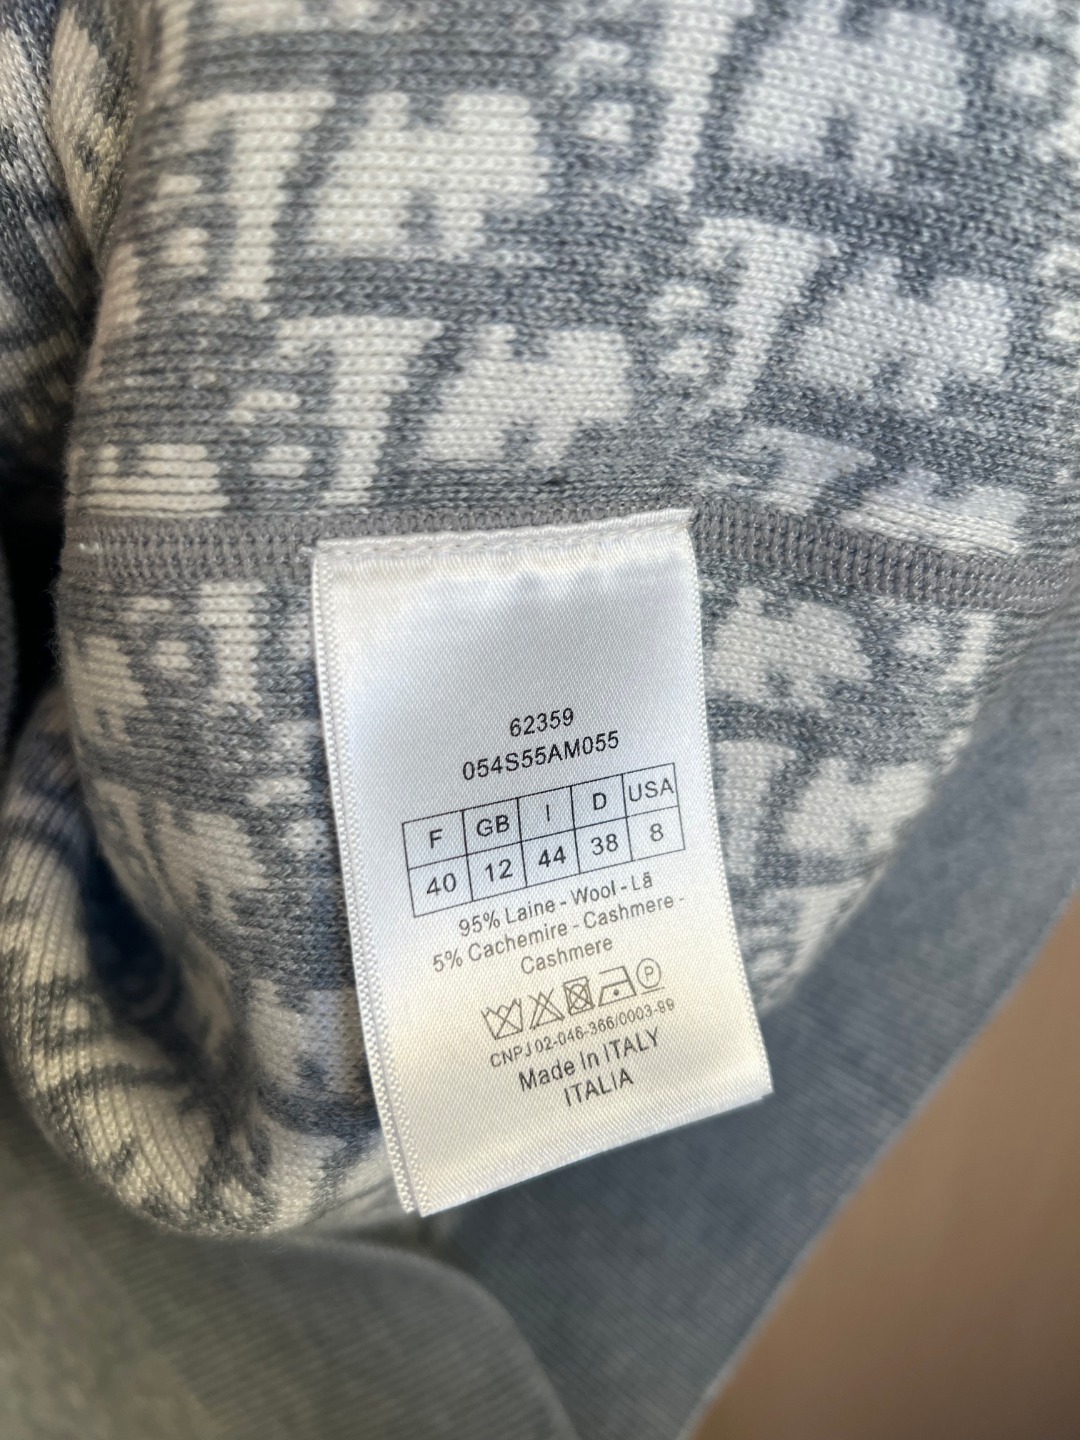 62359
054S55AM055
F GB I D USA
40 12 44 38 8
95% Laine - Wool - Lã
5% Cachemire - Cashmere -
Cashmere
P
CNPJ 02-046-366/0003-99
Made In ITALY
ITALIA